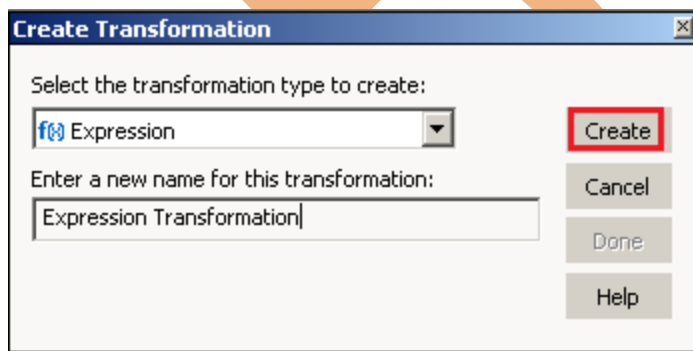 Create Transformation
Select the transformation type to create:
f(x) Expression
Create
Enter a new name for this transformation:
Cancel
Expression Transformation
Done
Help